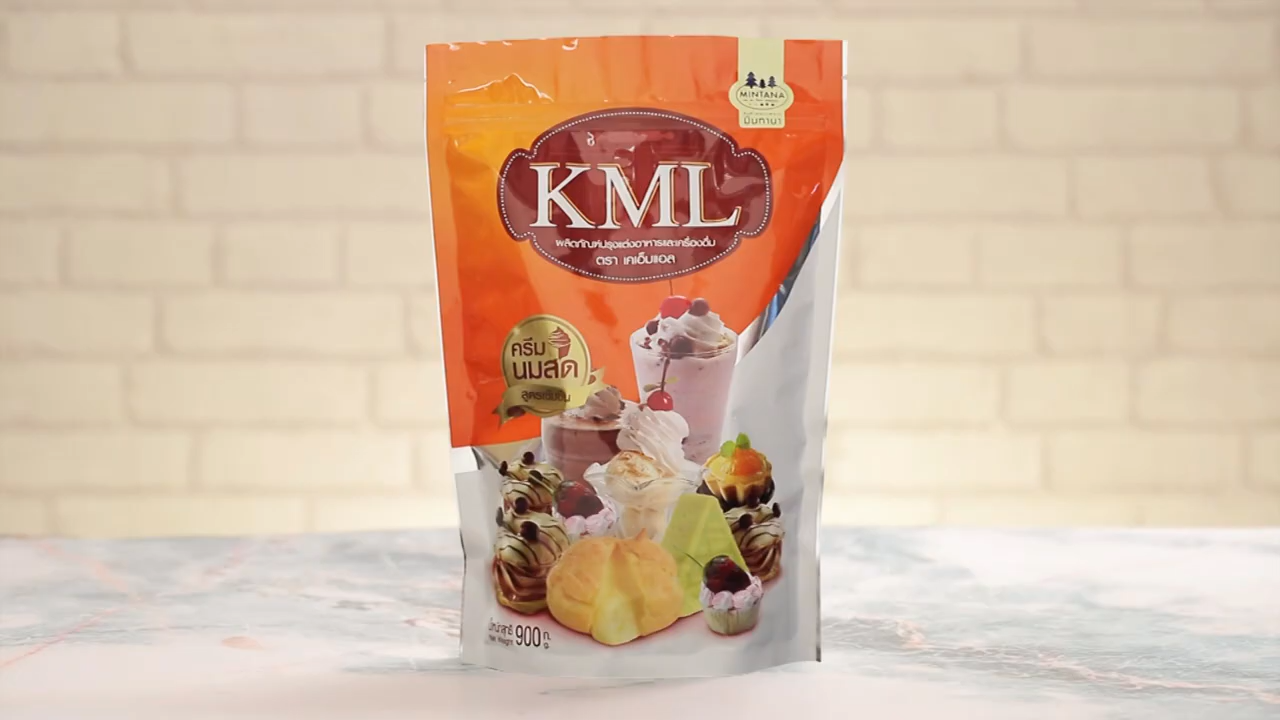 MINTANA
มินทานา
KML
ผลิตภัณฑ์ปรุงแต่งอาหารและเครื่องดื่ม
ตรา เคเอ็มแอล
ครีม
นมสด
สูตรเข้มข้น
น้ำหนักสุทธิ 900 ก.
Net Weight g.